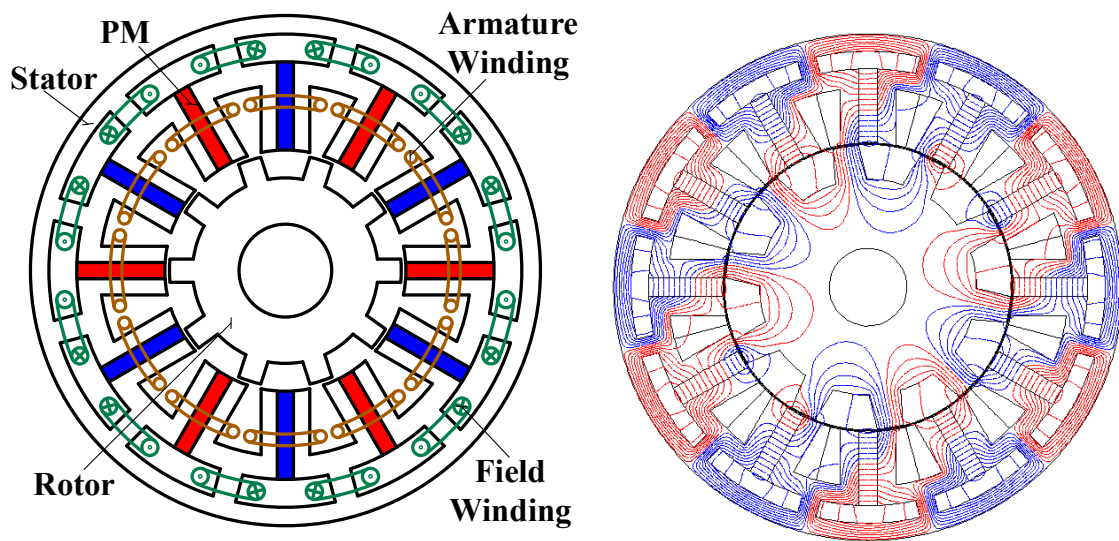 PM
Armature
Winding
Stator
Rotor
Field
Winding